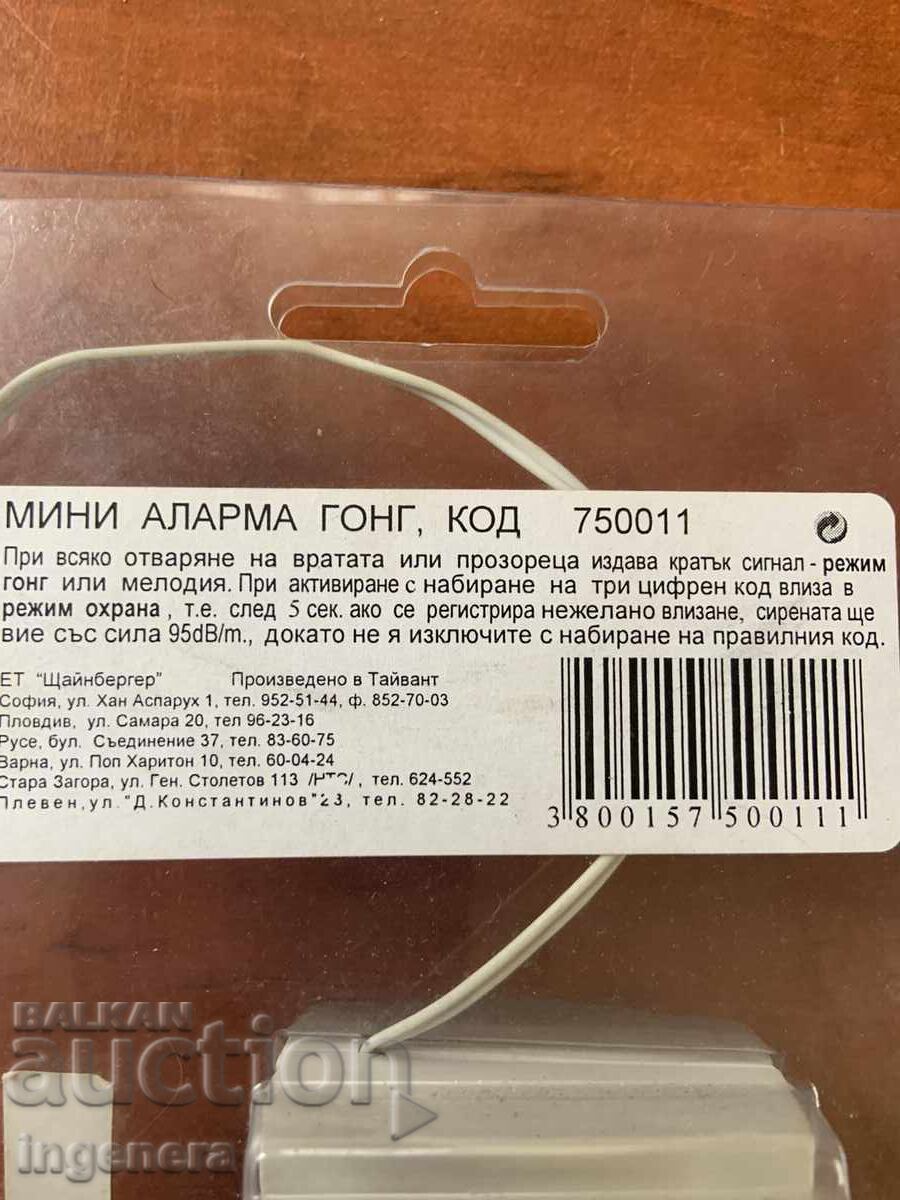 МИНИ АЛАРМА ГОНГ, КОД 750011
При всяко отваряне на вратата или прозореца издава кратък сигнал - режим
гонг или мелодия. При активиране с набиране на три цифрен код влиза в
режим охрана , т.е. след 5 сек. ако се регистрира нежелано влизане, сирената ще
вие със сила 95dB/m., докато не я изключите с набиране на правилния код.
ЕТ "Щайнбергер" Произведено в Тайвант
София, ул. Хан Аспарух 1, тел. 952-51-44, ф. 852-70-03
Пловдив, ул. Самара 20, тел 96-23-16
Русе, бул. Съединение 37, тел. 83-60-75
Варна, ул. Поп Харитон 10, тел. 60-04-24
Стара Загора, ул. Ген. Столетов 113 /НТС/ , тел. 624-552
Плевен, ул. "Д. Константинов" 23, тел. 82-28-22
3 800157 500111
BALKAN
auction
ingenera